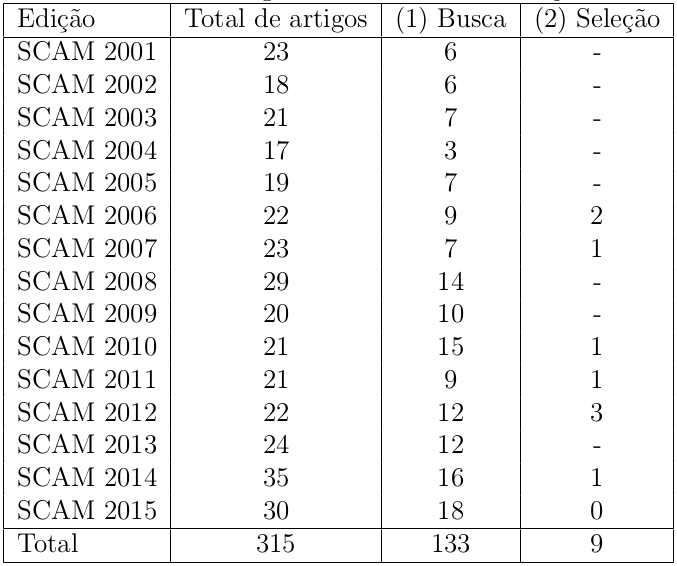 Edição Total de artigos (1) Busca (2) Seleção
SCAM 2001 23 6 -
SCAM 2002 18 6 -
SCAM 2003 21 7 -
SCAM 2004 17 3 -
SCAM 2005 19 7 -
SCAM 2006 22 9 2
SCAM 2007 23 7 1
SCAM 2008 29 14 -
SCAM 2009 20 10 -
SCAM 2010 21 15 1
SCAM 2011 21 9 1
SCAM 2012 22 12 3
SCAM 2013 24 12 -
SCAM 2014 35 16 1
SCAM 2015 30 18 0
Total 315 133 9